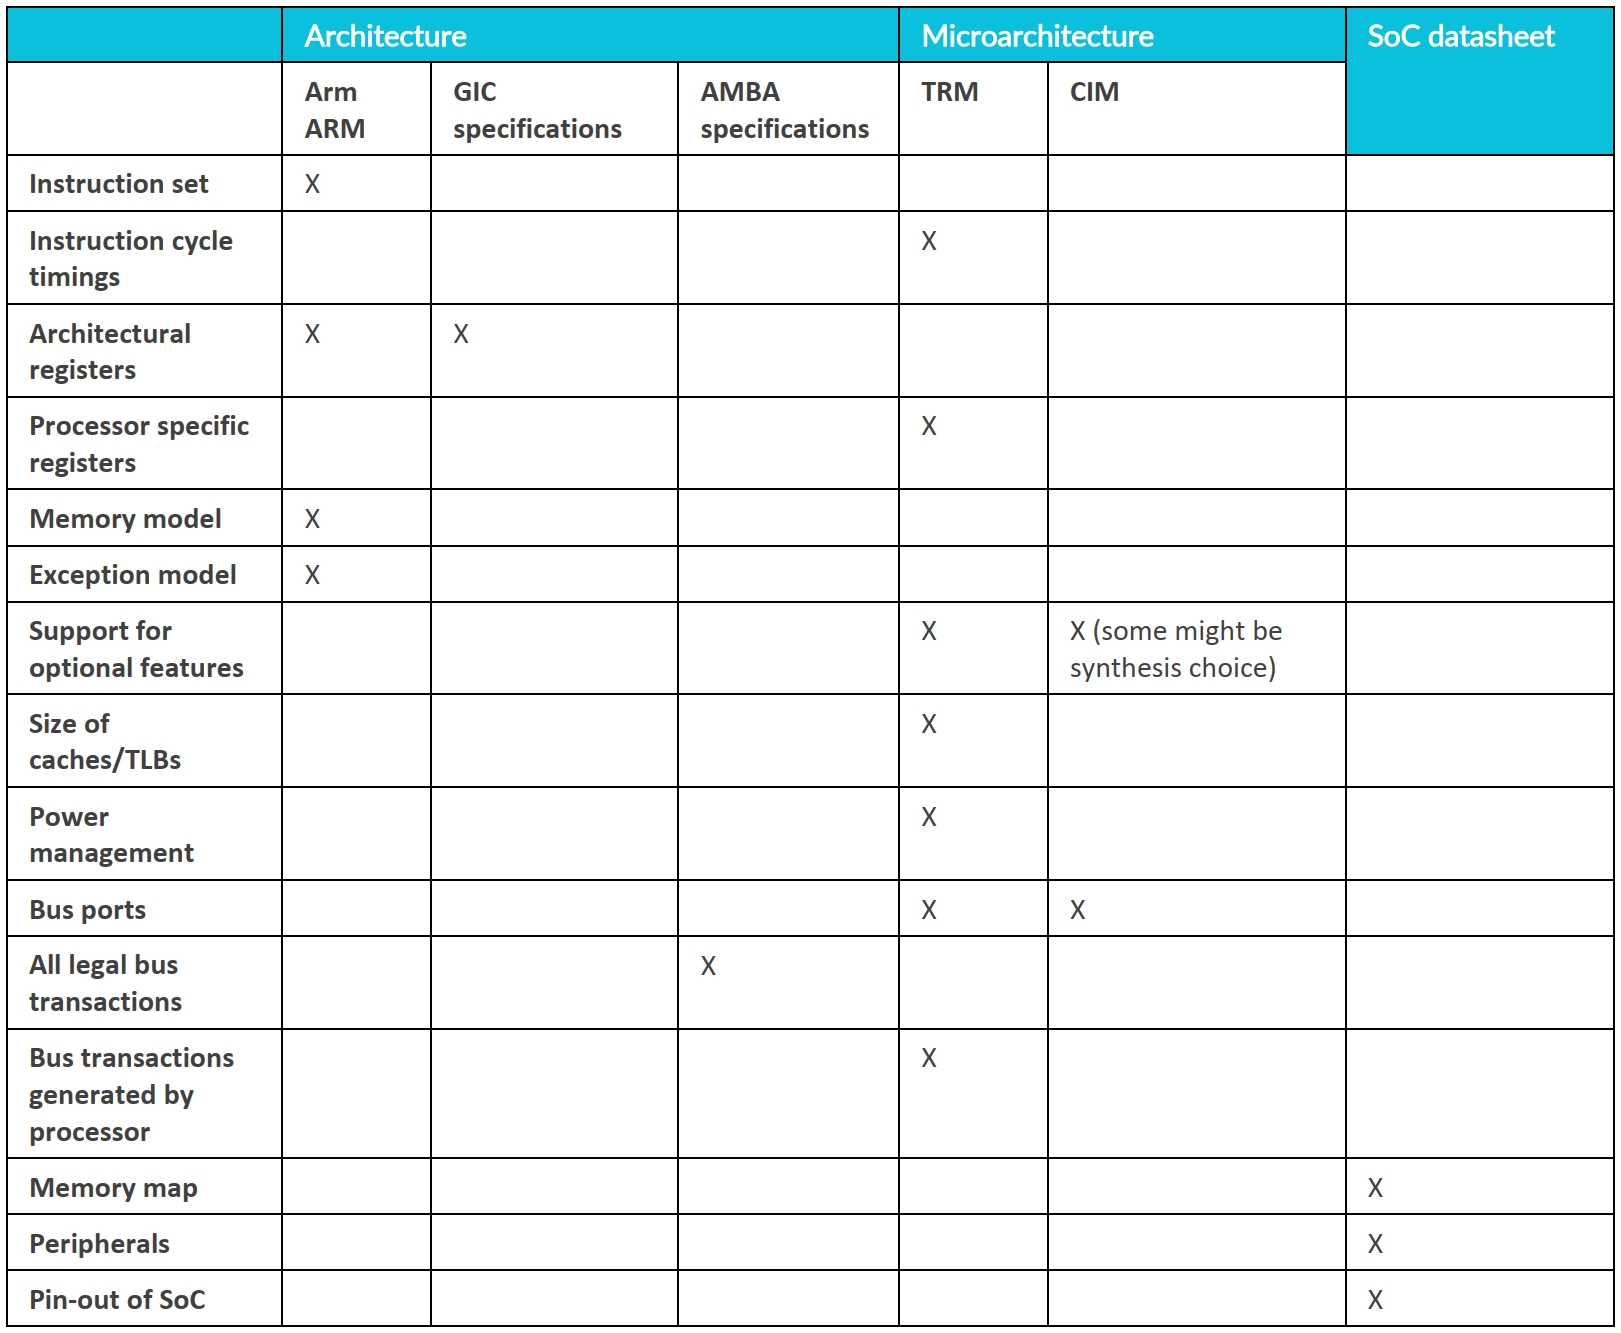 Architecture Microarchitecture SoC datasheet
Arm GIC AMBA TRM CIM
ARM specifications specifications
Instruction set X
Instruction cycle X
timings
Architectural X X
registers
Processor specific X
registers
Memory model X
Exception model X
Support for X X (some might be
optional features synthesis choice)
Size of X
caches/TLBs
Power X
management
Bus ports X X
All legal bus X
transactions
Bus transactions X
generated by
processor
Memory map X
Peripherals X
Pin-out of SoC X